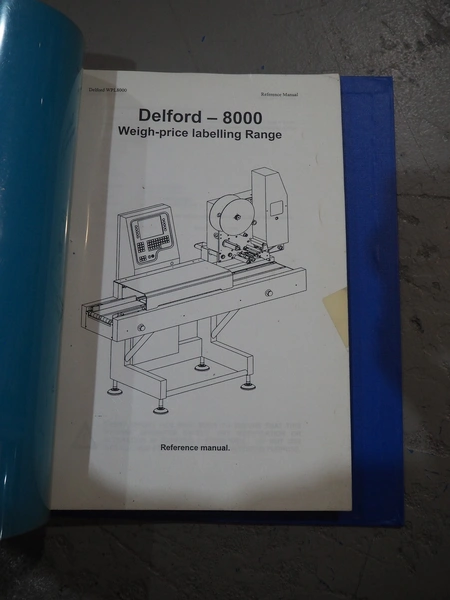 Delford WPL8000
Reference Manual
Delford – 8000
Weigh-price labelling Range
Reference manual.